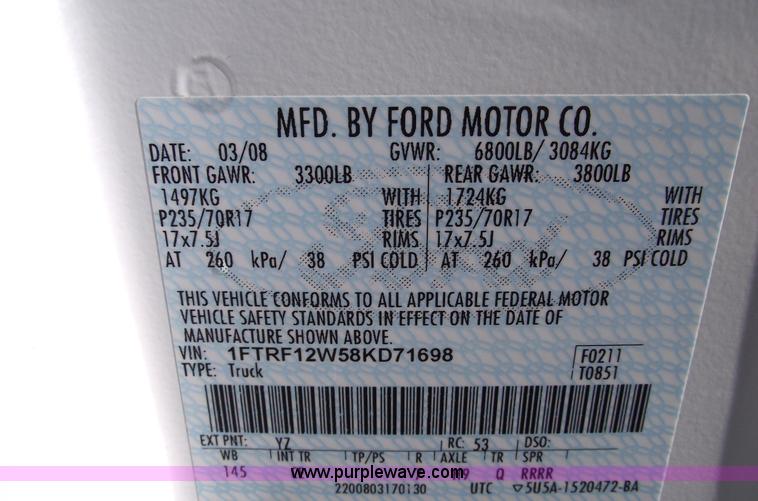 MFD. BY FORD MOTOR CO.
DATE: 03/08 GVWR: 6800LB/ 3084KG
FRONT GAWR: 3300LB REAR GAWR: 3800LB
1497KG WITH 1724KG WITH
P235/70R17 TIRES P235/70R17 TIRES
17x7.5J RIMS 17x7.5J RIMS
AT 260 kPa/ 38 PSI COLD AT 260 kPa/ 38 PSI COLD
THIS VEHICLE CONFORMS TO ALL APPLICABLE FEDERAL MOTOR
VEHICLE SAFETY STANDARDS IN EFFECT ON THE DATE OF
MANUFACTURE SHOWN ABOVE.
VIN: 1FTRF12W58KD71698 F0211
TYPE: Truck T0851
EXT PNT: YZ RC: 53 DSO:
WB INT TR TP/PS R AXLE TR SPR
145 Q RRRR
www.purplewave.com
2200803170130 UTC ▽5U5A-1520472-BA